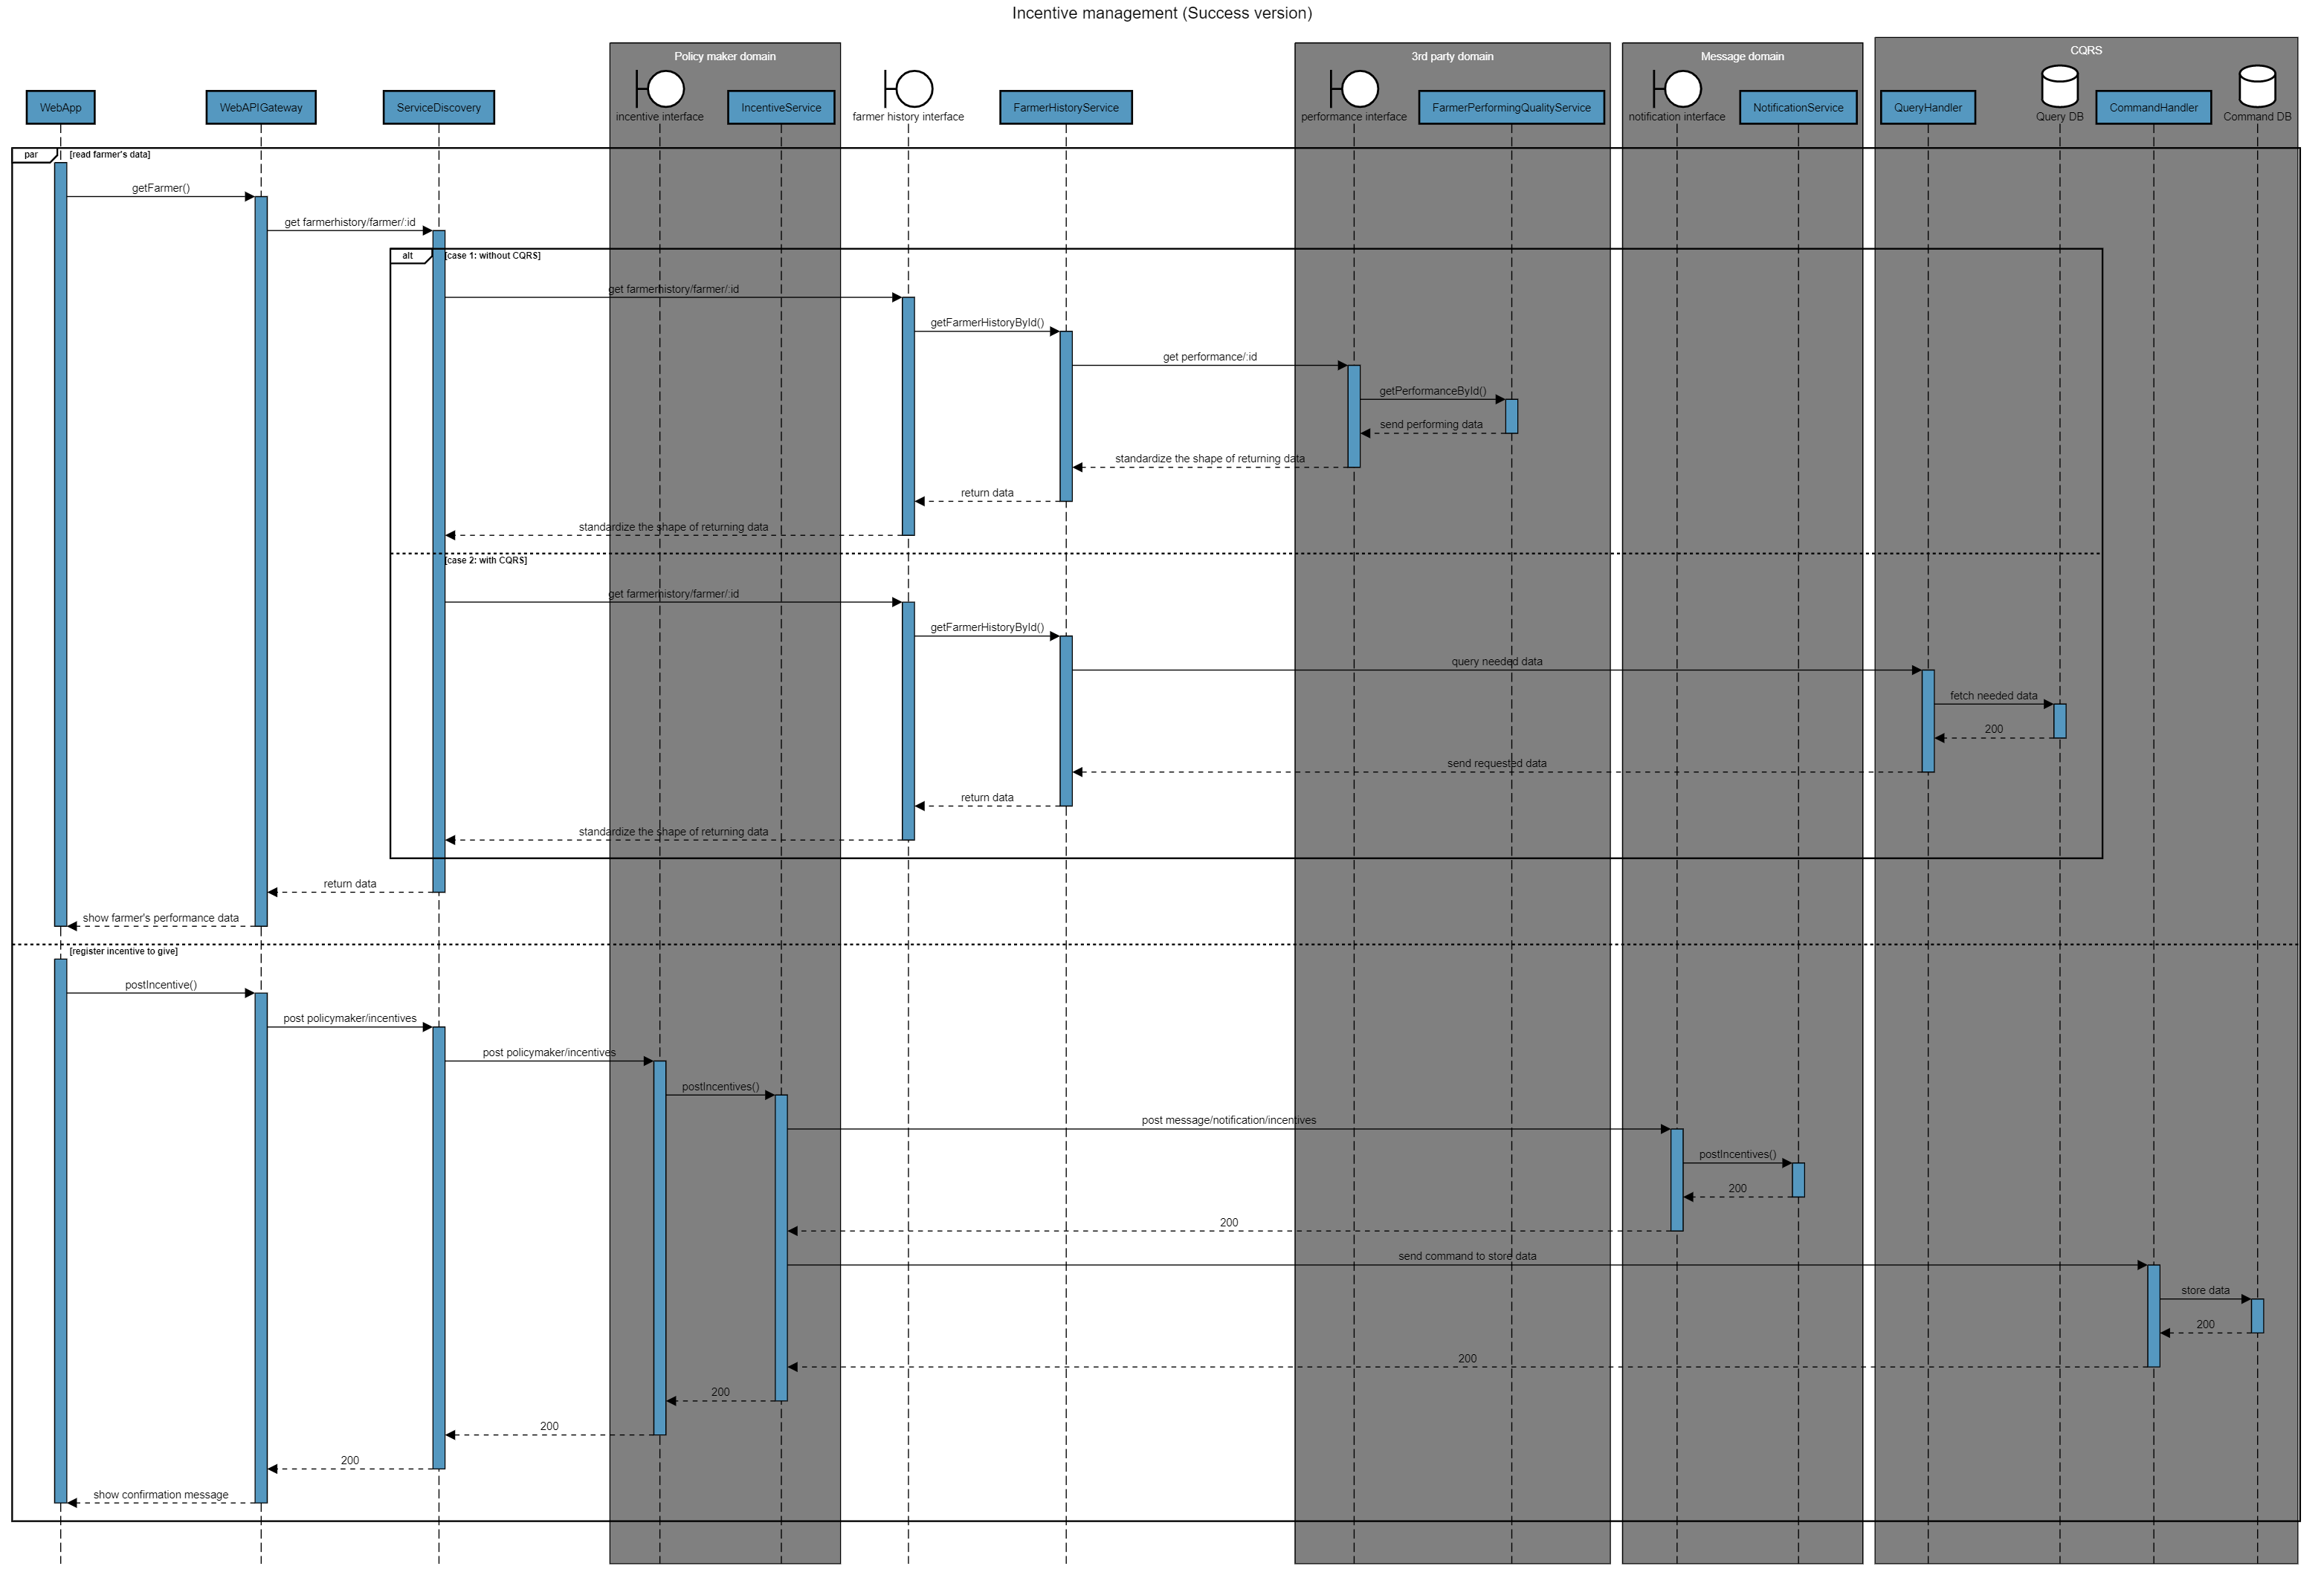 Incentive management (Success version)
Policy maker domain
3rd party domain
Message domain
CQRS
WebApp
WebAPIGateway
ServiceDiscovery
incentive interface
IncentiveService
farmer history interface
FarmerHistoryService
performance interface
FarmerPerformingQualityService
notification interface
NotificationService
QueryHandler
Query DB
CommandHandler
Command DB
par
[read farmer's data]
getFarmer()
get farmerhistory/farmer/:id
alt
[case 1: without CQRS]
get farmerhistory/farmer/:id
getFarmerHistoryById()
get performance/:id
getPerformanceById()
send performing data
standardize the shape of returning data
return data
standardize the shape of returning data
[case 2: with CQRS]
get farmerhistory/farmer/:id
getFarmerHistoryById()
query needed data
fetch needed data
200
send requested data
return data
standardize the shape of returning data
return data
show farmer's performance data
[register incentive to give]
postIncentive()
post policymaker/incentives
post policymaker/incentives
postIncentives()
post message/notification/incentives
postIncentives()
200
200
send command to store data
store data
200
200
200
200
200
show confirmation message